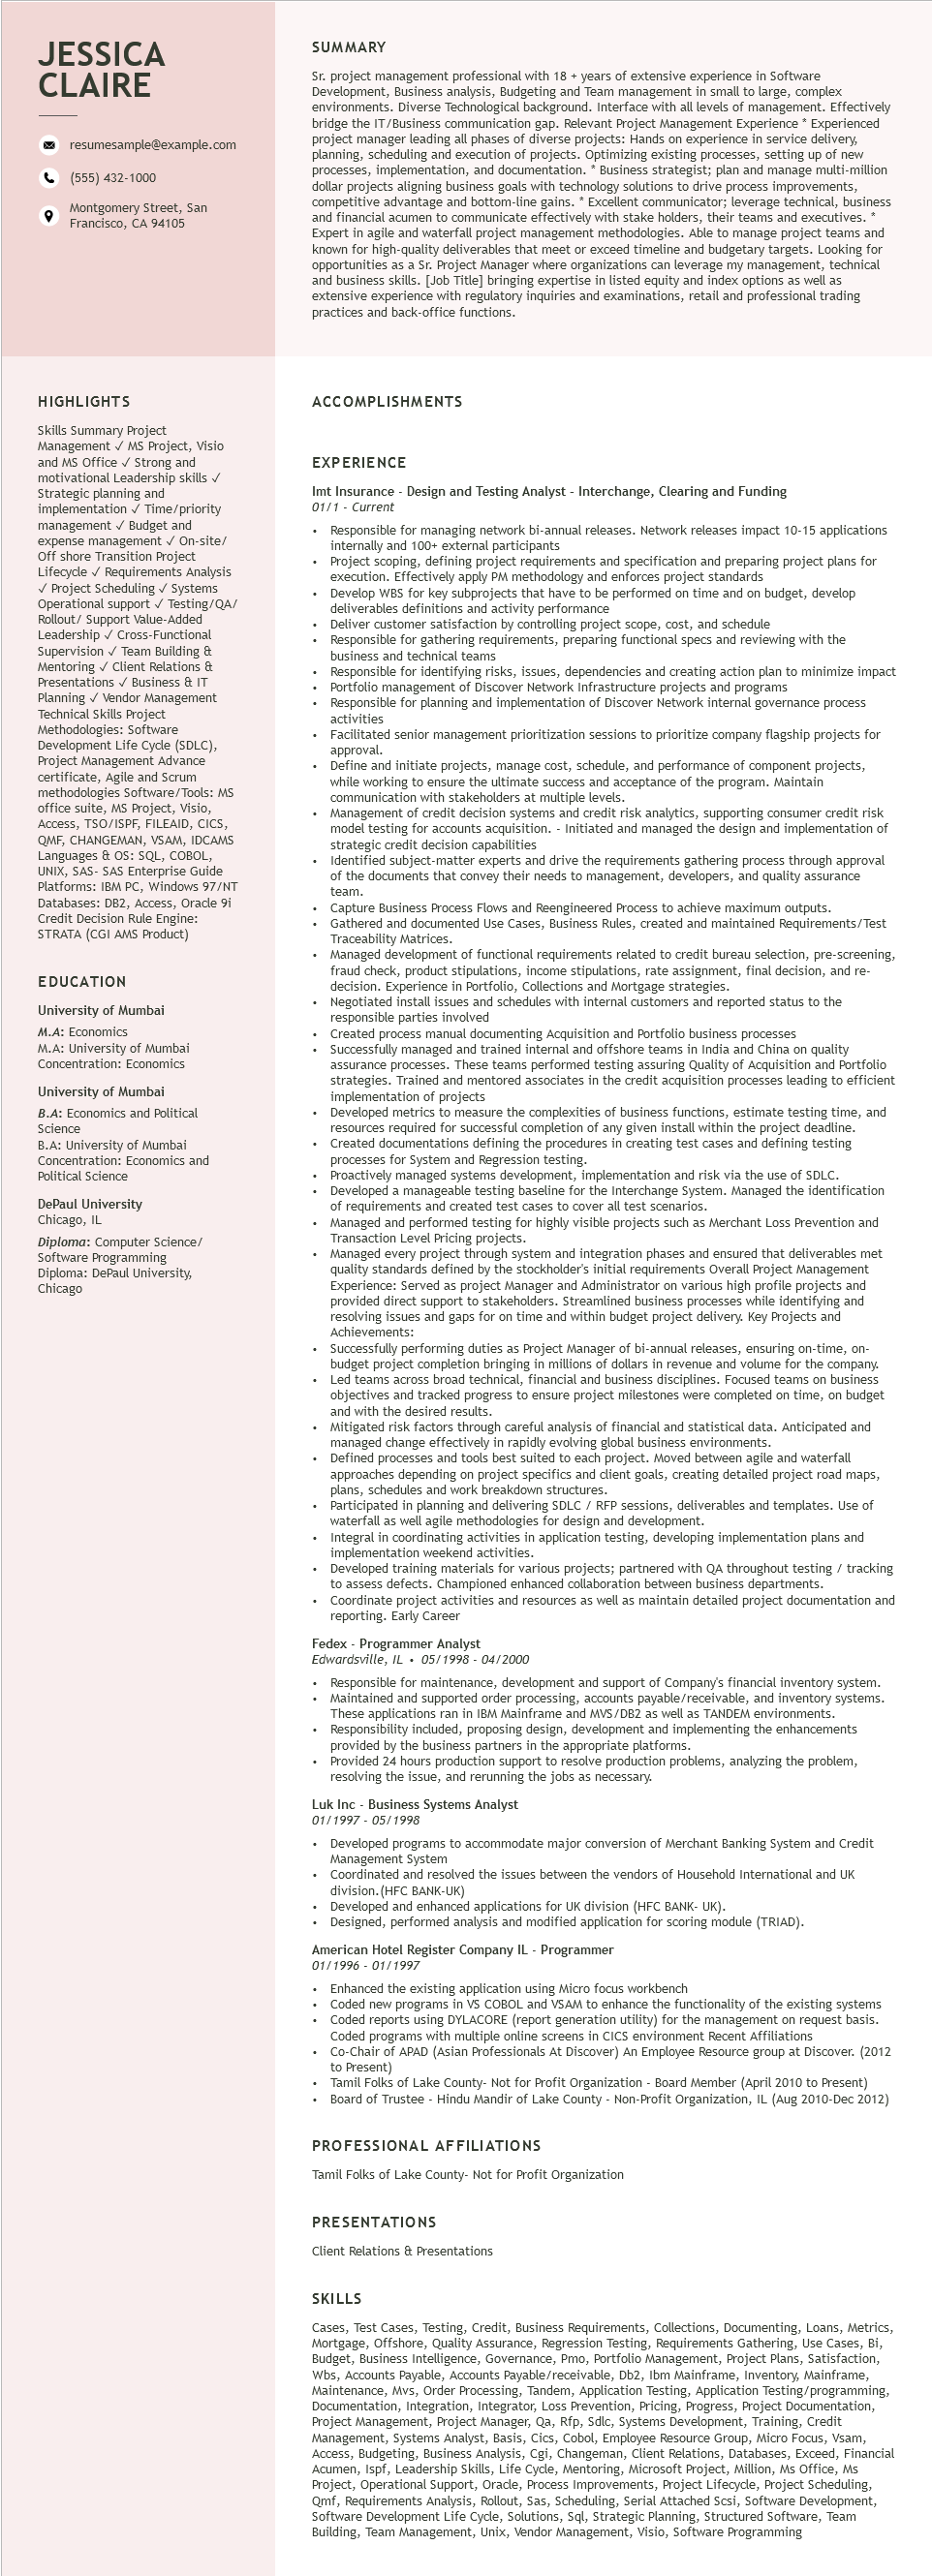 JESSICA
CLAIRE
resumesample@example.com
(555) 432-1000
Montgomery Street, San
Francisco, CA 94105
SUMMARY
Sr. project management professional with 18 + years of extensive experience in Software
Development, Business analysis, Budgeting and Team management in small to large, complex
environments. Diverse Technological background. Interface with all levels of management. Effectively
bridge the IT/Business communication gap. Relevant Project Management Experience * Experienced
project manager leading all phases of diverse projects: Hands on experience in service delivery,
planning, scheduling and execution of projects. Optimizing existing processes, setting up of new
processes, implementation, and documentation. * Business strategist; plan and manage multi-million
dollar projects aligning business goals with technology solutions to drive process improvements,
competitive advantage and bottom-line gains. * Excellent communicator; leverage technical, business
and financial acumen to communicate effectively with stake holders, their teams and executives. *
Expert in agile and waterfall project management methodologies. Able to manage project teams and
known for high-quality deliverables that meet or exceed timeline and budgetary targets. Looking for
opportunities as a Sr. Project Manager where organizations can leverage my management, technical
and business skills. [Job Title] bringing expertise in listed equity and index options as well as
extensive experience with regulatory inquiries and examinations, retail and professional trading
practices and back-office functions.
HIGHLIGHTS
Skills Summary Project
Management ✓ MS Project, Visio
and MS Office ✓ Strong and
motivational Leadership skills ✓
Strategic planning and
implementation ✓ Time/priority
management ✓ Budget and
expense management ✓ On-site/
Off shore Transition Project
Lifecycle ✓ Requirements Analysis
✓ Project Scheduling ✓ Systems
Operational support ✓ Testing/QA/
Rollout/ Support Value-Added
Leadership ✓ Cross-Functional
Supervision ✓ Team Building &
Mentoring ✓ Client Relations &
Presentations ✓ Business & IT
Planning ✓ Vendor Management
Technical Skills Project
Methodologies: Software
Development Life Cycle (SDLC),
Project Management Advance
certificate, Agile and Scrum
methodologies Software/Tools: MS
office suite, MS Project, Visio,
Access, TSO/ISPF, FILEAID, CICS,
QMF, CHANGEMAN, VSAM, IDCAMS
Languages & OS: SQL, COBOL,
UNIX, SAS- SAS Enterprise Guide
Platforms: IBM PC, Windows 97/NT
Databases: DB2, Access, Oracle 9i
Credit Decision Rule Engine:
STRATA (CGI AMS Product)
EDUCATION
University of Mumbai
M.A: Economics
M.A: University of Mumbai
Concentration: Economics
University of Mumbai
B.A: Economics and Political
Science
B.A: University of Mumbai
Concentration: Economics and
Political Science
DePaul University
Chicago, IL
Diploma: Computer Science/
Software Programming
Diploma: DePaul University,
Chicago
ACCOMPLISHMENTS
EXPERIENCE
Imt Insurance - Design and Testing Analyst - Interchange, Clearing and Funding
01/1 - Current
• Responsible for managing network bi-annual releases. Network releases impact 10-15 applications
internally and 100+ external participants
• Project scoping, defining project requirements and specification and preparing project plans for
execution. Effectively apply PM methodology and enforces project standards
• Develop WBS for key subprojects that have to be performed on time and on budget, develop
deliverables definitions and activity performance
• Deliver customer satisfaction by controlling project scope, cost, and schedule
• Responsible for gathering requirements, preparing functional specs and reviewing with the
business and technical teams
• Responsible for identifying risks, issues, dependencies and creating action plan to minimize impact
• Portfolio management of Discover Network Infrastructure projects and programs
• Responsible for planning and implementation of Discover Network internal governance process
activities
• Facilitated senior management prioritization sessions to prioritize company flagship projects for
approval.
• Define and initiate projects, manage cost, schedule, and performance of component projects,
while working to ensure the ultimate success and acceptance of the program. Maintain
communication with stakeholders at multiple levels.
• Management of credit decision systems and credit risk analytics, supporting consumer credit risk
model testing for accounts acquisition. - Initiated and managed the design and implementation of
strategic credit decision capabilities
• Identified subject-matter experts and drive the requirements gathering process through approval
of the documents that convey their needs to management, developers, and quality assurance
team.
• Capture Business Process Flows and Reengineered Process to achieve maximum outputs.
• Gathered and documented Use Cases, Business Rules, created and maintained Requirements/Test
Traceability Matrices.
• Managed development of functional requirements related to credit bureau selection, pre-screening,
fraud check, product stipulations, income stipulations, rate assignment, final decision, and re-
decision. Experience in Portfolio, Collections and Mortgage strategies.
• Negotiated install issues and schedules with internal customers and reported status to the
responsible parties involved
• Created process manual documenting Acquisition and Portfolio business processes
• Successfully managed and trained internal and offshore teams in India and China on quality
assurance processes. These teams performed testing assuring Quality of Acquisition and Portfolio
strategies. Trained and mentored associates in the credit acquisition processes leading to efficient
implementation of projects
• Developed metrics to measure the complexities of business functions, estimate testing time, and
resources required for successful completion of any given install within the project deadline.
• Created documentations defining the procedures in creating test cases and defining testing
processes for System and Regression testing.
• Proactively managed systems development, implementation and risk via the use of SDLC.
• Developed a manageable testing baseline for the Interchange System. Managed the identification
of requirements and created test cases to cover all test scenarios.
• Managed and performed testing for highly visible projects such as Merchant Loss Prevention and
Transaction Level Pricing projects.
• Managed every project through system and integration phases and ensured that deliverables met
quality standards defined by the stockholder's initial requirements Overall Project Management
Experience: Served as project Manager and Administrator on various high profile projects and
provided direct support to stakeholders. Streamlined business processes while identifying and
resolving issues and gaps for on time and within budget project delivery. Key Projects and
Achievements:
• Successfully performing duties as Project Manager of bi-annual releases, ensuring on-time, on-
budget project completion bringing in millions of dollars in revenue and volume for the company.
• Led teams across broad technical, financial and business disciplines. Focused teams on business
objectives and tracked progress to ensure project milestones were completed on time, on budget
and with the desired results.
• Mitigated risk factors through careful analysis of financial and statistical data. Anticipated and
managed change effectively in rapidly evolving global business environments.
• Defined processes and tools best suited to each project. Moved between agile and waterfall
approaches depending on project specifics and client goals, creating detailed project road maps,
plans, schedules and work breakdown structures.
• Participated in planning and delivering SDLC / RFP sessions, deliverables and templates. Use of
waterfall as well agile methodologies for design and development.
• Integral in coordinating activities in application testing, developing implementation plans and
implementation weekend activities.
• Developed training materials for various projects; partnered with QA throughout testing / tracking
to assess defects. Championed enhanced collaboration between business departments.
• Coordinate project activities and resources as well as maintain detailed project documentation and
reporting. Early Career
Fedex - Programmer Analyst
Edwardsville, IL • 05/1998 - 04/2000
• Responsible for maintenance, development and support of Company's financial inventory system.
• Maintained and supported order processing, accounts payable/receivable, and inventory systems.
These applications ran in IBM Mainframe and MVS/DB2 as well as TANDEM environments.
• Responsibility included, proposing design, development and implementing the enhancements
provided by the business partners in the appropriate platforms.
• Provided 24 hours production support to resolve production problems, analyzing the problem,
resolving the issue, and rerunning the jobs as necessary.
Luk Inc - Business Systems Analyst
01/1997 - 05/1998
• Developed programs to accommodate major conversion of Merchant Banking System and Credit
Management System
• Coordinated and resolved the issues between the vendors of Household International and UK
division.(HFC BANK-UK)
• Developed and enhanced applications for UK division (HFC BANK- UK).
• Designed, performed analysis and modified application for scoring module (TRIAD).
American Hotel Register Company IL - Programmer
01/1996 - 01/1997
• Enhanced the existing application using Micro focus workbench
• Coded new programs in VS COBOL and VSAM to enhance the functionality of the existing systems
• Coded reports using DYLACORE (report generation utility) for the management on request basis.
Coded programs with multiple online screens in CICS environment Recent Affiliations
• Co-Chair of APAD (Asian Professionals At Discover) An Employee Resource group at Discover. (2012
to Present)
• Tamil Folks of Lake County- Not for Profit Organization - Board Member (April 2010 to Present)
• Board of Trustee - Hindu Mandir of Lake County - Non-Profit Organization, IL (Aug 2010-Dec 2012)
PROFESSIONAL AFFILIATIONS
Tamil Folks of Lake County- Not for Profit Organization
PRESENTATIONS
Client Relations & Presentations
SKILLS
Cases, Test Cases, Testing, Credit, Business Requirements, Collections, Documenting, Loans, Metrics,
Mortgage, Offshore, Quality Assurance, Regression Testing, Requirements Gathering, Use Cases, Bi,
Budget, Business Intelligence, Governance, Pmo, Portfolio Management, Project Plans, Satisfaction,
Wbs, Accounts Payable, Accounts Payable/receivable, Db2, Ibm Mainframe, Inventory, Mainframe,
Maintenance, Mvs, Order Processing, Tandem, Application Testing, Application Testing/programming,
Documentation, Integration, Integrator, Loss Prevention, Pricing, Progress, Project Documentation,
Project Management, Project Manager, Qa, Rfp, Sdlc, Systems Development, Training, Credit
Management, Systems Analyst, Basis, Cics, Cobol, Employee Resource Group, Micro Focus, Vsam,
Access, Budgeting, Business Analysis, Cgi, Changeman, Client Relations, Databases, Exceed, Financial
Acumen, Ispf, Leadership Skills, Life Cycle, Mentoring, Microsoft Project, Million, Ms Office, Ms
Project, Operational Support, Oracle, Process Improvements, Project Lifecycle, Project Scheduling,
Qmf, Requirements Analysis, Rollout, Sas, Scheduling, Serial Attached Scsi, Software Development,
Software Development Life Cycle, Solutions, Sql, Strategic Planning, Structured Software, Team
Building, Team Management, Unix, Vendor Management, Visio, Software Programming